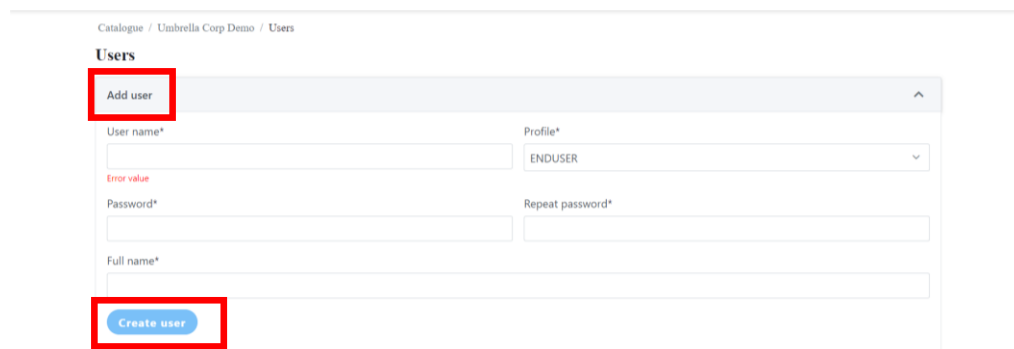 Catalogue / Umbrella Corp Demo / Users
Users
Add user
User name*
Profile*
ENDUSER
Error value
Password*
Repeat password*
Full name*
Create user